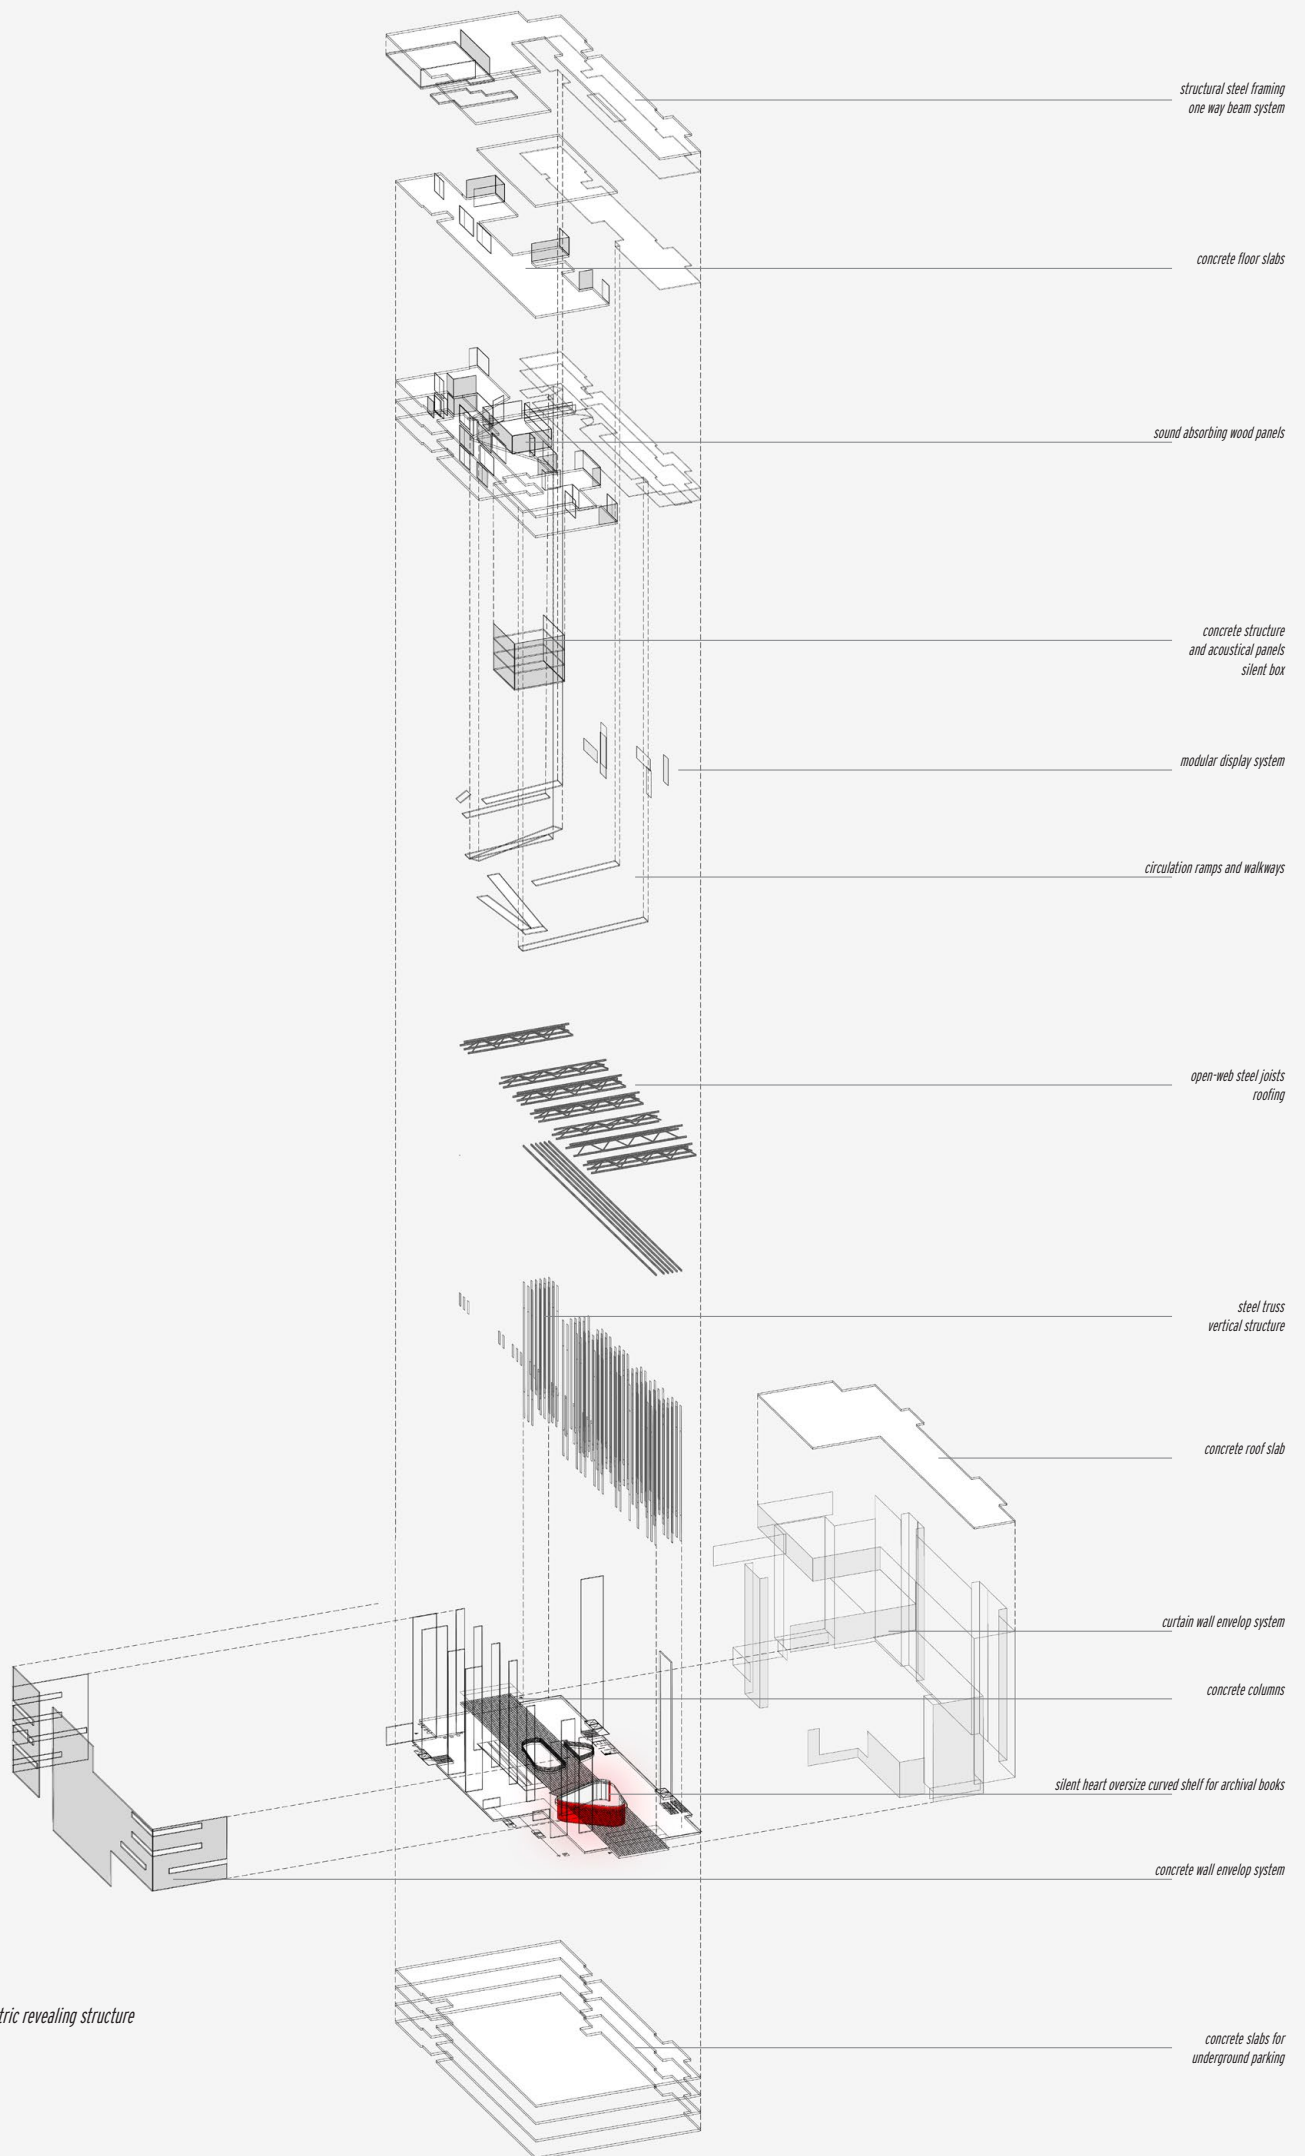 structural steel framing
one way beam system
concrete floor slabs
sound absorbing wood panels
concrete structure
and acoustical panels
silent box
modular display system
circulation ramps and walkways
open-web steel joists
roofing
steel truss
vertical structure
concrete roof slab
curtain wall envelop system
concrete columns
silent heart oversize curved shelf for archival books
concrete wall envelop system
tric revealing structure
concrete slabs for
underground parking